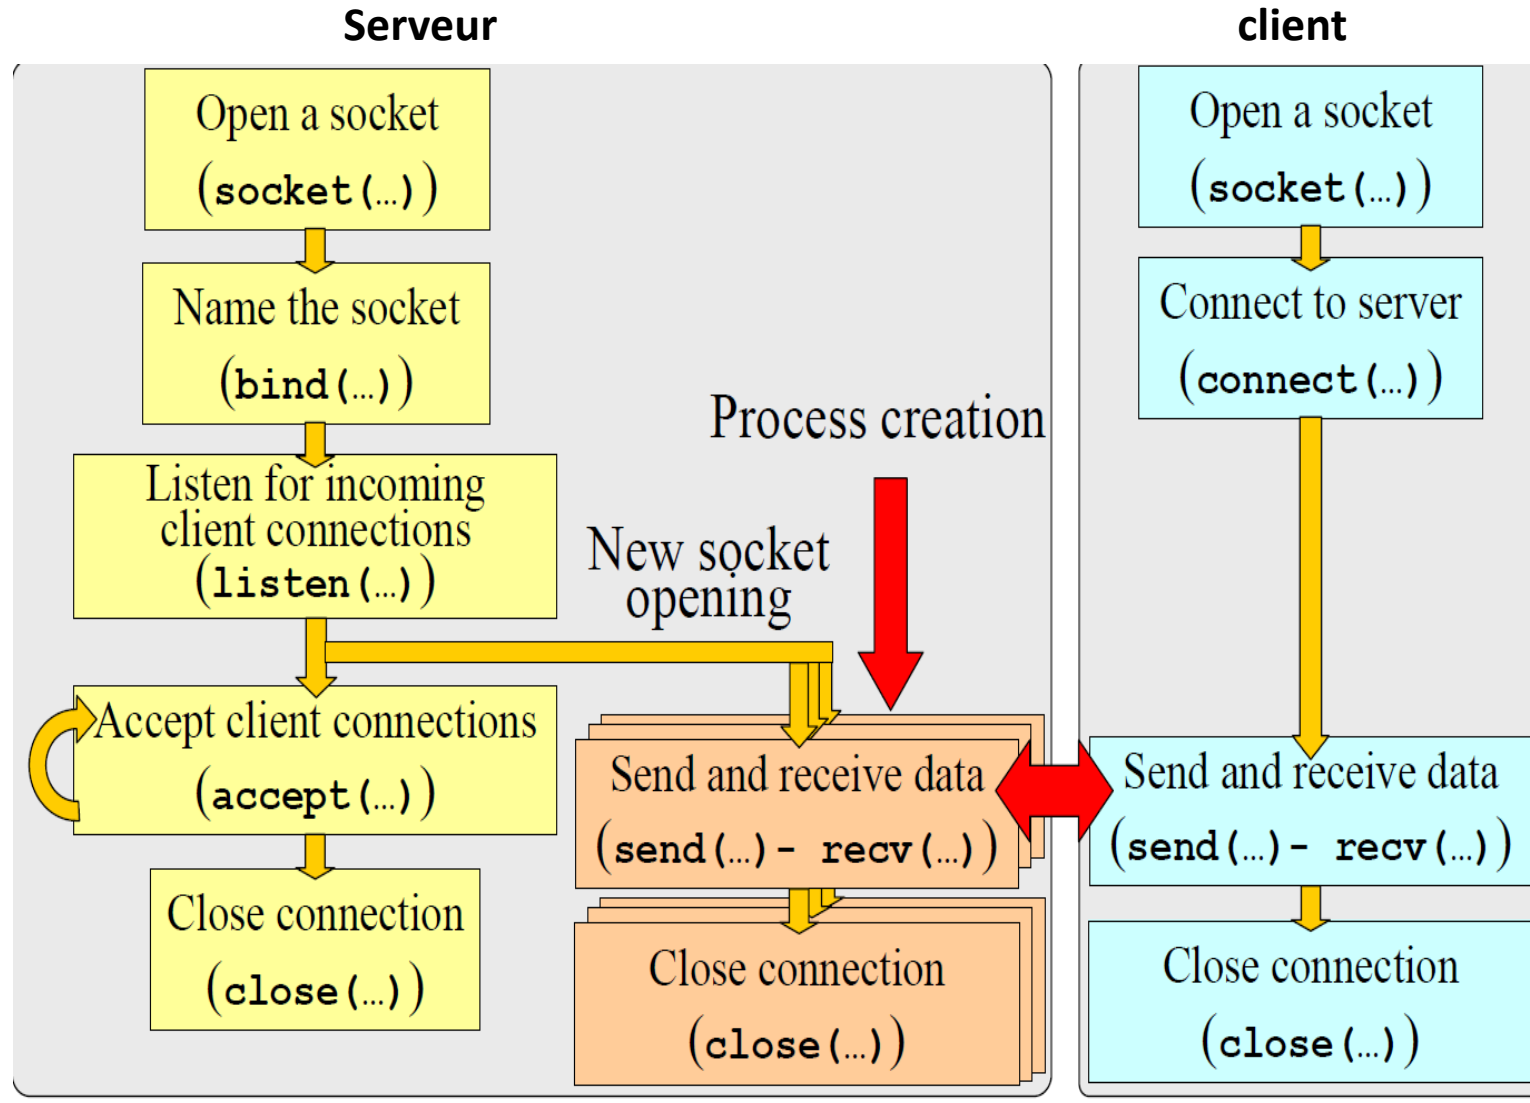 Serveur
client
Open a socket
(socket(…))
Name the socket
(bind(…))
Listen for incoming
client connections
(listen(…))
Accept client connections
(accept(…))
Close connection
(close(…))
Process creation
New socket
opening
Send and receive data
(send(…)- recv(…))
Close connection
(close(…))
Open a socket
(socket(…))
Connect to server
(connect(…))
Send and receive data
(send(…)- recv(…))
Close connection
(close(…))